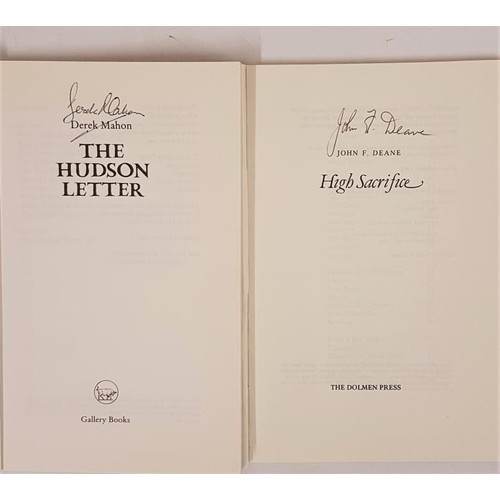 Derek Mahon
Derek Mahon
THE
HUDSON
LETTER
Gallery Books
John F. Deane
JOHN F. DEANE
High Sacrifice
THE DOLMEN PRESS